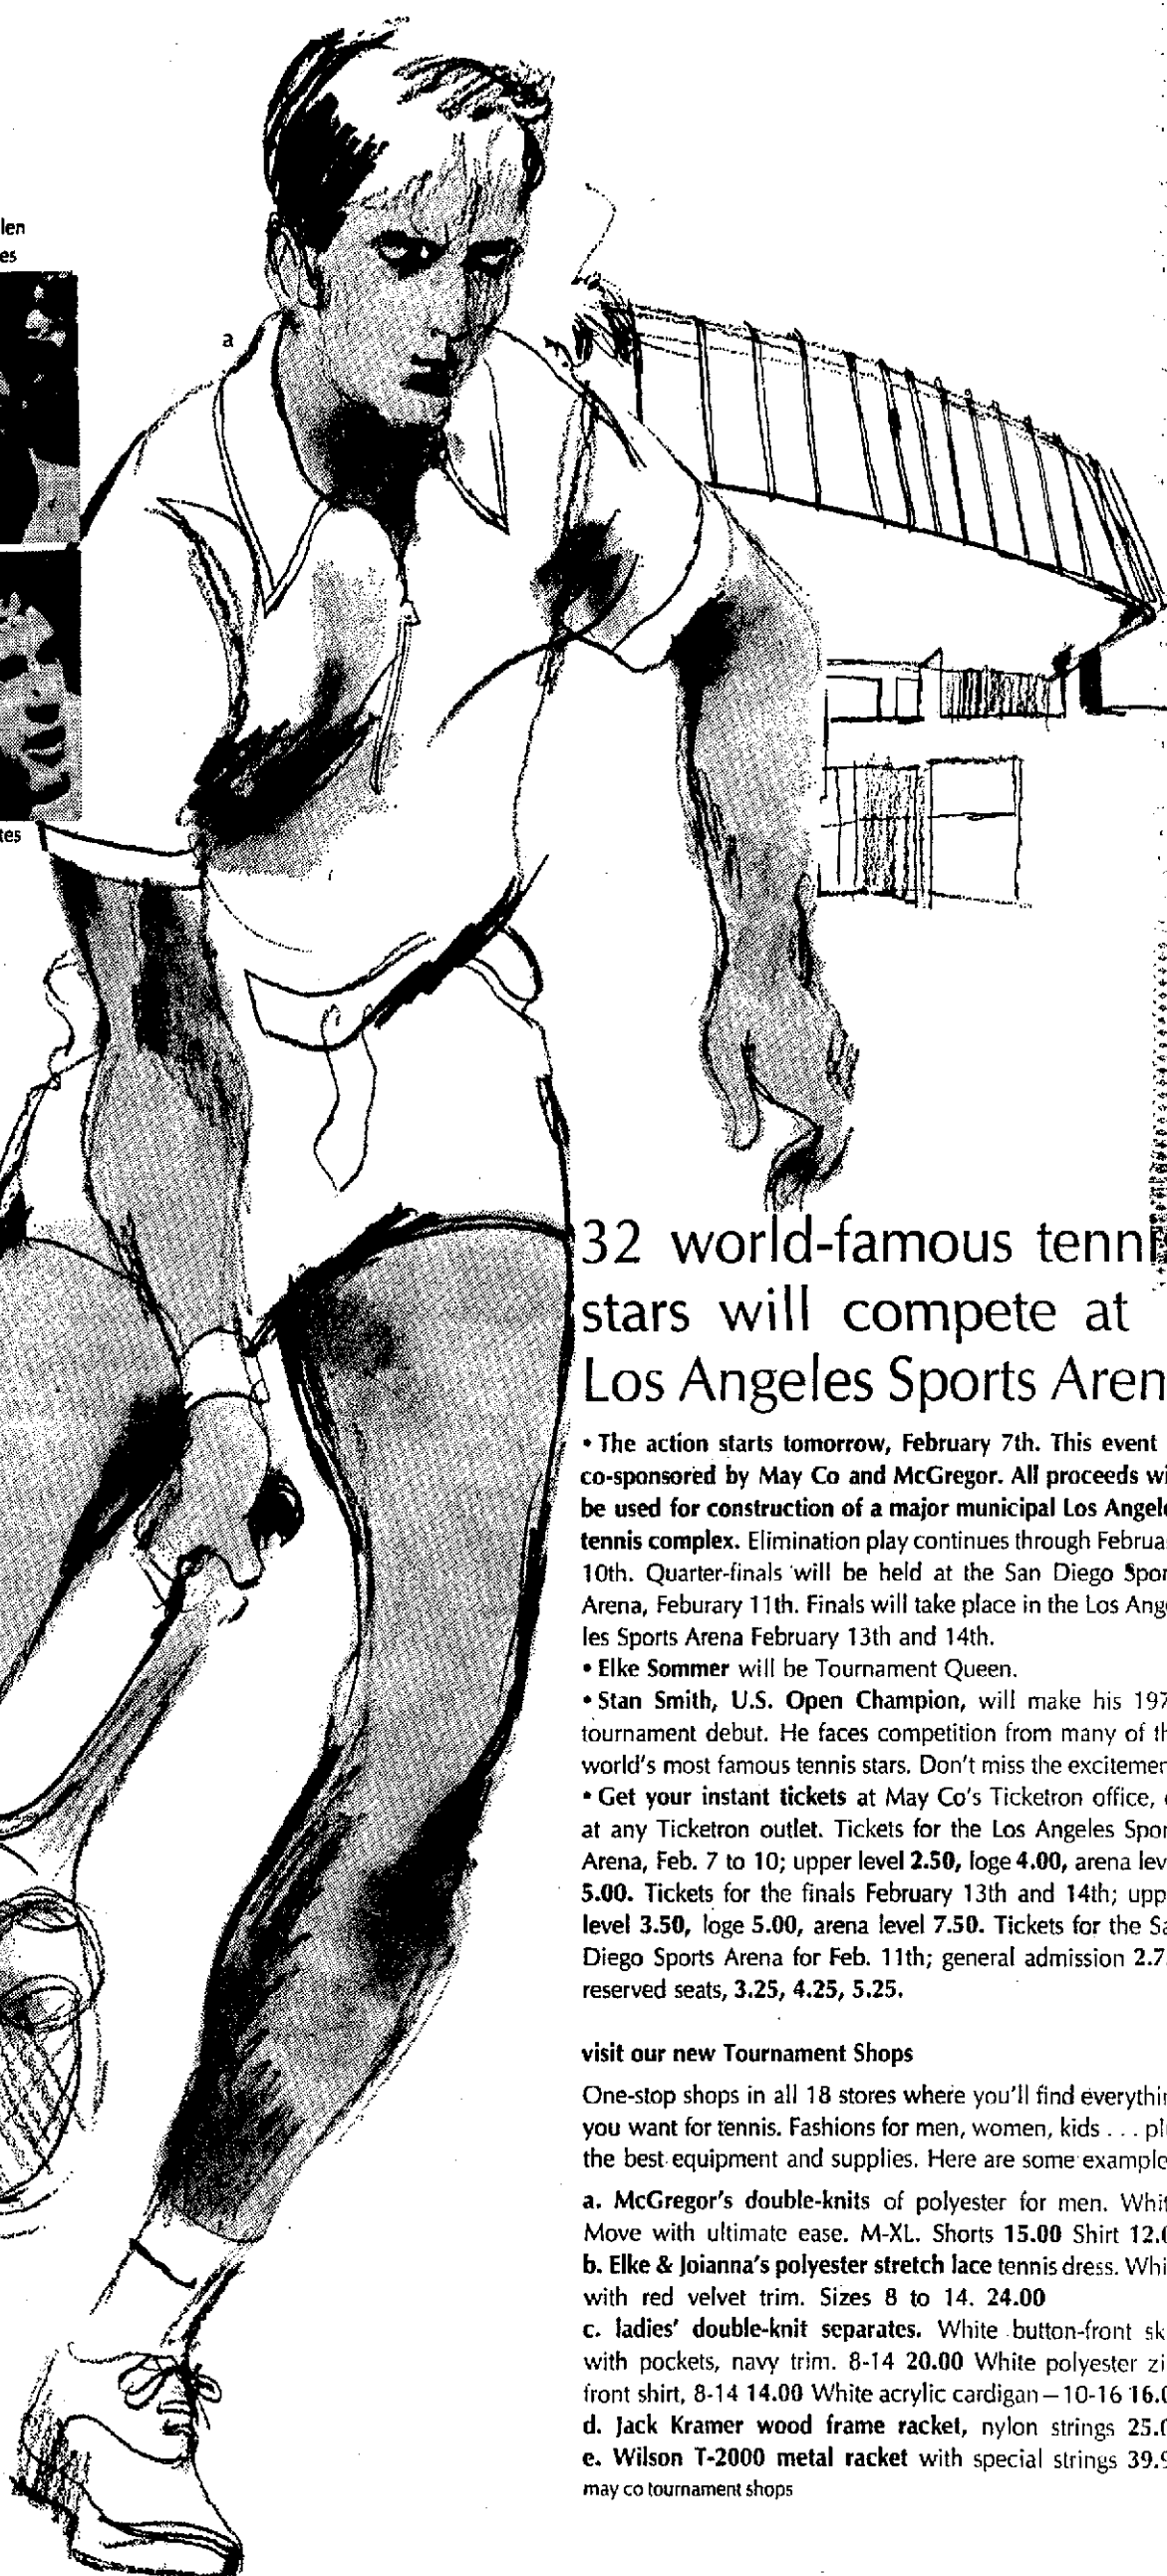 len
es
a
tes
32 world-famous tenni
stars will compete at
Los Angeles Sports Aren
• The action starts tomorrow, February 7th. This event
co-sponsored by May Co and McGregor. All proceeds wi
be used for construction of a major municipal Los Angele
tennis complex. Elimination play continues through Februa
10th. Quarter-finals will be held at the San Diego Spor
Arena, Feburary 11th. Finals will take place in the Los Ange
les Sports Arena February 13th and 14th.
• Elke Sommer will be Tournament Queen.
• Stan Smith, U.S. Open Champion, will make his 197
tournament debut. He faces competition from many of th
world's most famous tennis stars. Don't miss the excitemen
• Get your instant tickets at May Co's Ticketron office,
at any Ticketron outlet. Tickets for the Los Angeles Spor
Arena, Feb. 7 to 10; upper level 2.50, loge 4.00, arena lev
5.00. Tickets for the finals February 13th and 14th; upp
level 3.50, loge 5.00, arena level 7.50. Tickets for the Sa
Diego Sports Arena for Feb. 11th; general admission 2.7
reserved seats, 3.25, 4.25, 5.25.
visit our new Tournament Shops
One-stop shops in all 18 stores where you'll find everythin
you want for tennis. Fashions for men, women, kids . . . pl
the best equipment and supplies. Here are some example
a. McGregor's double-knits of polyester for men. Whit
Move with ultimate ease. M-XL. Shorts 15.00 Shirt 12.0
b. Elke & Joianna's polyester stretch lace tennis dress. Whi
with red velvet trim. Sizes 8 to 14. 24.00
c. ladies' double-knit separates. White button-front sk
with pockets, navy trim. 8-14 20.00 White polyester zi
front shirt, 8-14 14.00 White acrylic cardigan – 10-16 16.0
d. Jack Kramer wood frame racket, nylon strings 25.0
e. Wilson T-2000 metal racket with special strings 39.9
may co tournament shops